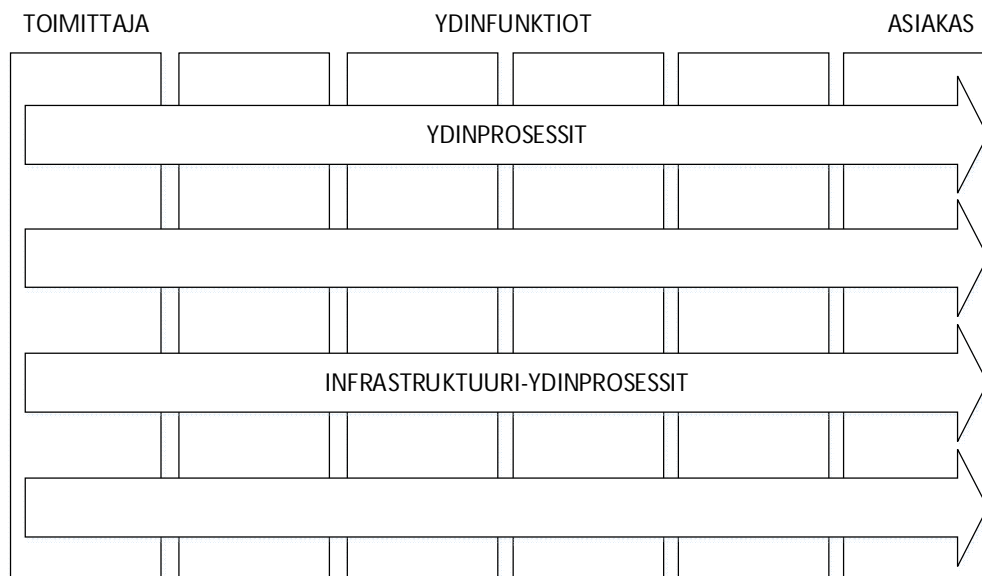 TOIMITTAJA YDINFUNKTIOT ASIAKAS
YDINPROSESSIT
INFRASTRUKTUURI-YDINPROSESSIT